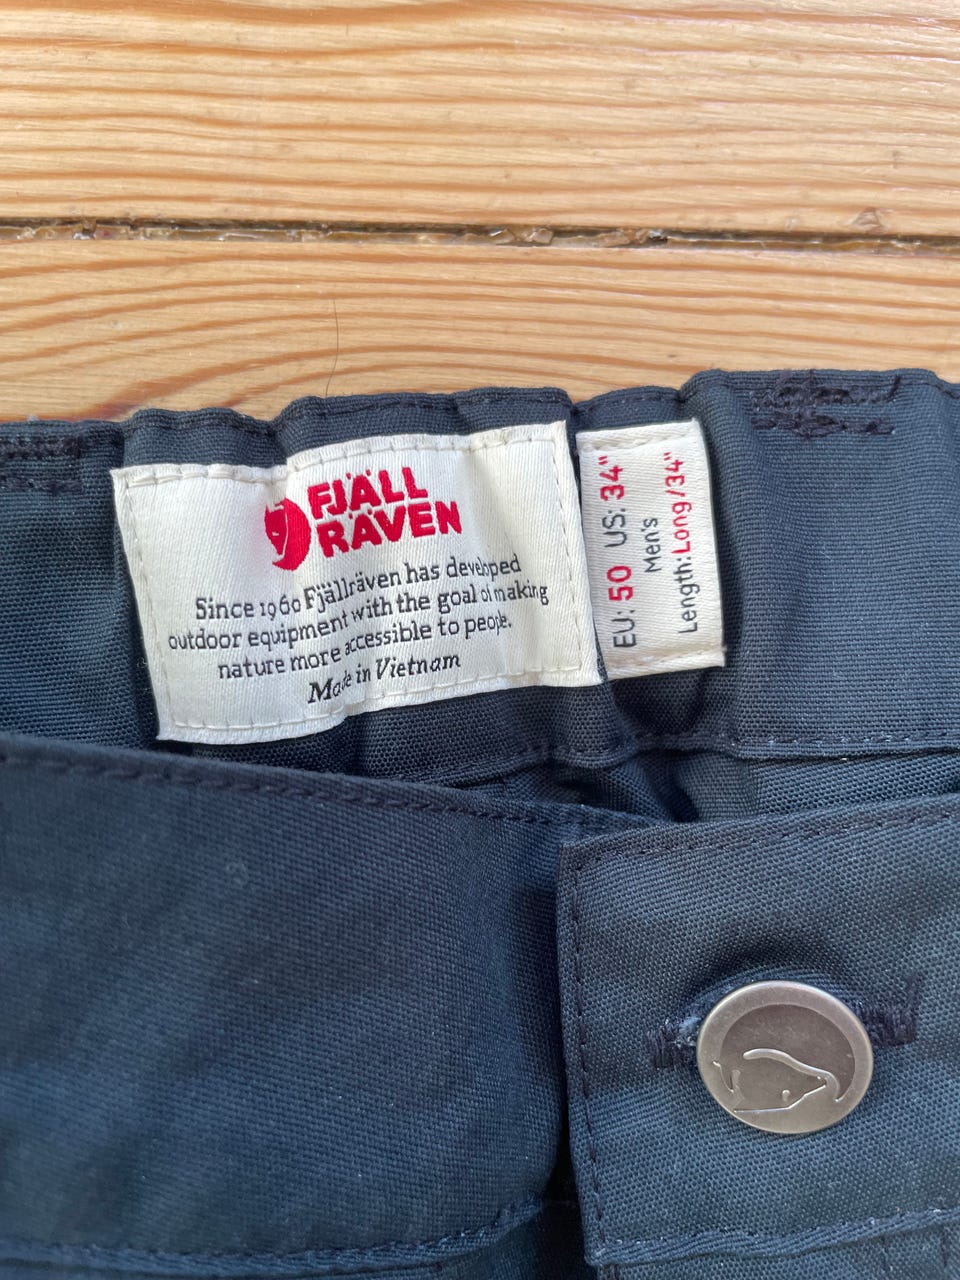 FJÄLL
RÄVEN
Since 1960 Fjällräven has developed
outdoor equipment with the goal of making
nature more accessible to people.
Made in Vietnam
EU: 50 US: 34"
Men's
Length: Long/34"